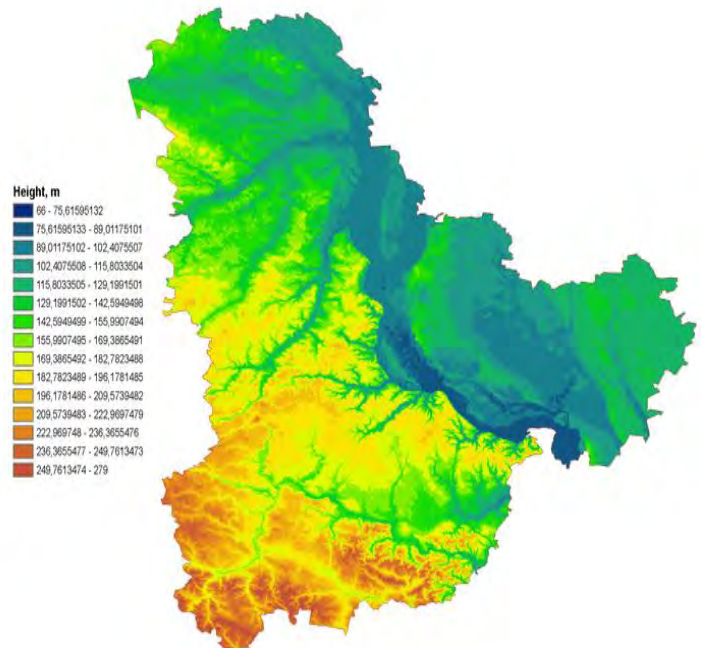 Height, m
66 - 75,61595132
75,61595133 - 89,01175101
89,01175102 - 102,4075507
102,4075508 - 115,8033504
115,8033505 - 129,1991501
129,1991502 - 142,5949498
142,5949499 - 155,9907494
155,9907495 - 169,3865491
169,3865492 - 182,7823488
182,7823489 - 196,1781485
196,1781486 - 209,5739482
209,5739483 - 222,9697479
222,969748 - 236,3655476
236,3655477 - 249,7613473
249,7613474 - 279